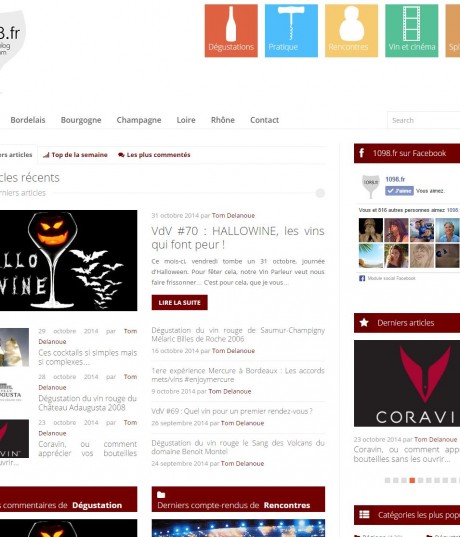 8.fr
blog
Dégustations
Pratique
Rencontres
Vin et cinéma
Bordelais
Bourgogne
Champagne
Loire
Rhône
Contact
Search
articles
Top de la semaine
Les plus commentés
récents
articles
31 octobre 2014 par Tom Delanoue
VdV #70 : HALLOWINE, les vins
qui font peur !
Ce mois-ci, vendredi tombe un 31 octobre, journée
d'Halloween. Pour fêter cela, notre Vin Parleur veut nous
faire frissonner... C'est pour cela, que je vous...
LIRE LA SUITE
29 octobre 2014 par Tom
Delanoue
Ces cocktails si simples mais
si complexes....
28 octobre 2014 par Tom
Delanoue
Dégustation du vin rouge du
Château Adaugusta 2008
23 octobre 2014 par Tom
Delanoue
Coravin, ou comment
apprécier vos bouteilles
Dégustation du vin rouge de Saumur-Champigny
Mélaric Billes de Roche 2006
16 octobre 2014 par Tom Delanoue
1ere expérience Mercure à Bordeaux : Les accords
mets/vins #enjoymercure
9 octobre 2014 par Tom Delanoue
VdV #69 : Quel vin pour un premier rendez-vous ?
26 septembre 2014 par Tom Delanoue
Dégustation du vin rouge le Sang des Volcans du
domaine Benoit Montel
24 septembre 2014 par Tom Delanoue
commentaires de Dégustation
Derniers compte-rendus de Rencontres
1098.fr sur Facebook
1098.fr
J'aime
Vous aimez.
Vous et 816 autres personnes aimez 1098.
Module social Facebook
Derniers articles
CORAVIN
23 octobre 2014 par Tom Delanoue
Coravin, ou comment
bouteilles sans les ouvrir...
Catégories les plus